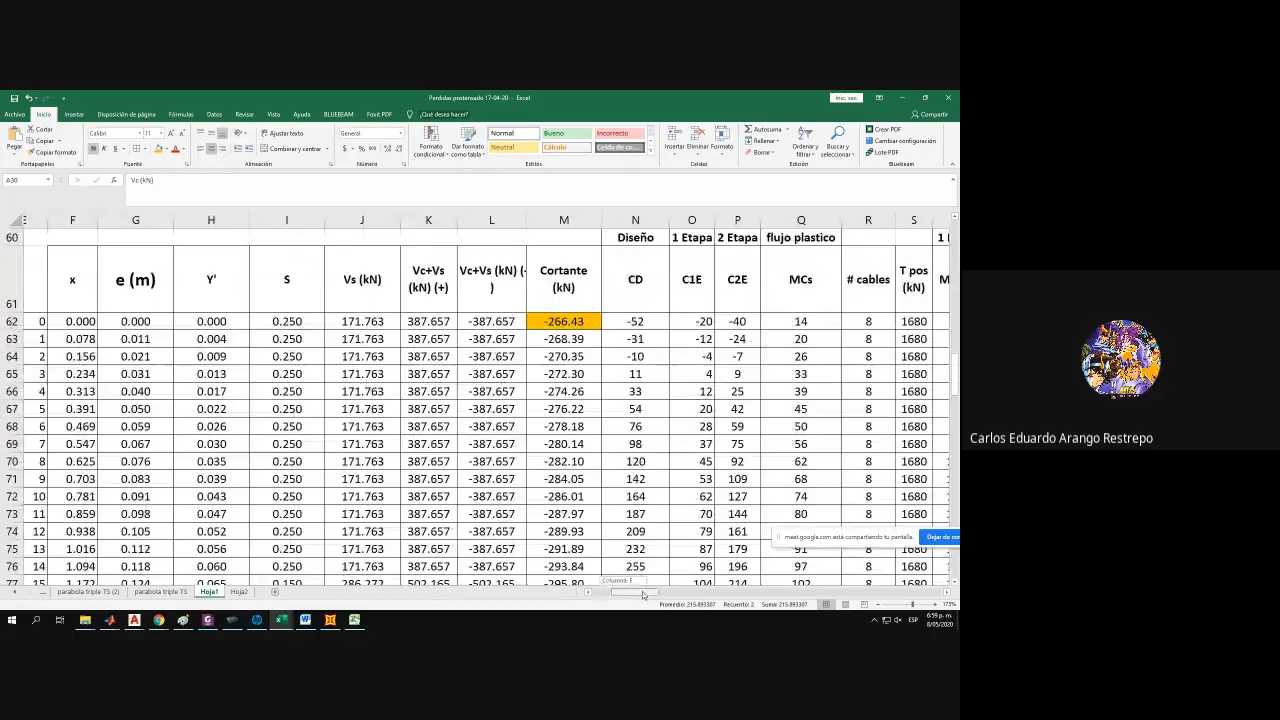 Perdidas postensado 17-04-20 - Excel
Inic. ses.
Archivo Inicio Insertar Disposición de página Fórmulas Datos Revisar Vista Ayuda BLUEBEAM Foxit PDF ¿Qué desea hacer? Compartir
Pegar
Cortar
Copiar
Copiar formato
Portapapeles
Calibri 11
N K S
Fuente
Ajustar texto
Combinar y centrar
Alineación
General
$ % 000
Número
Formato condicional
Dar formato como tabla
Normal Bueno Incorrecto
Neutral Cálculo Celda de co...
Estilos
Insertar Eliminar Formato
Celdas
Autosuma
Rellenar
Borrar
Ordenar y filtrar
Buscar y seleccionar
Edición
Crear PDF
Cambiar configuración
Lote PDF
Bluebeam
A30 fx Vc (kN)
E F G H I J K L M N O P Q R S
60 Diseño 1 Etapa 2 Etapa flujo plastico
61 x e (m) Y' S Vs (kN) Vc+Vs (kN) (+) Vc+Vs (kN) (- ) Cortante (kN) CD C1E C2E MCs # cables T pos (kN)
62 0 0.000 0.000 0.000 0.250 171.763 387.657 -387.657 -266.43 -52 -20 -40 14 8 1680
63 1 0.078 0.011 0.004 0.250 171.763 387.657 -387.657 -268.39 -31 -12 -24 20 8 1680
64 2 0.156 0.021 0.009 0.250 171.763 387.657 -387.657 -270.35 -10 -4 -7 26 8 1680
65 3 0.234 0.031 0.013 0.250 171.763 387.657 -387.657 -272.30 11 4 9 33 8 1680
66 4 0.313 0.040 0.017 0.250 171.763 387.657 -387.657 -274.26 33 12 25 39 8 1680
67 5 0.391 0.050 0.022 0.250 171.763 387.657 -387.657 -276.22 54 20 42 45 8 1680
68 6 0.469 0.059 0.026 0.250 171.763 387.657 -387.657 -278.18 76 28 59 50 8 1680
69 7 0.547 0.067 0.030 0.250 171.763 387.657 -387.657 -280.14 98 37 75 56 8 1680
70 8 0.625 0.076 0.035 0.250 171.763 387.657 -387.657 -282.10 120 45 92 62 8 1680
71 9 0.703 0.083 0.039 0.250 171.763 387.657 -387.657 -284.05 142 53 109 68 8 1680
72 10 0.781 0.091 0.043 0.250 171.763 387.657 -387.657 -286.01 164 62 127 74 8 1680
73 11 0.859 0.098 0.047 0.250 171.763 387.657 -387.657 -287.97 187 70 144 80 8 1680
74 12 0.938 0.105 0.052 0.250 171.763 387.657 -387.657 -289.93 209 79 161
75 13 1.016 0.112 0.056 0.250 171.763 387.657 -387.657 -291.89 232 87 179 91 8 1680
76 14 1.094 0.118 0.060 0.250 171.763 387.657 -387.657 -293.84 255 96 196 97 8 1680
77 15 1.172 0.124 0.065 0.150 286.272 502.165 -502.165 -295.80 104 214 102 8 1680
meet.google.com está compartiendo tu pantalla.
Dejar de co
Columna: E
... parabola triple T3 (2) parabola triple T3 Hoja1 Hoja2
Promedio: 215.893307 Recuento: 2 Suma: 215.893307
175%
ESP
6:59 p. m.
8/05/2020
Carlos Eduardo Arango Restrepo